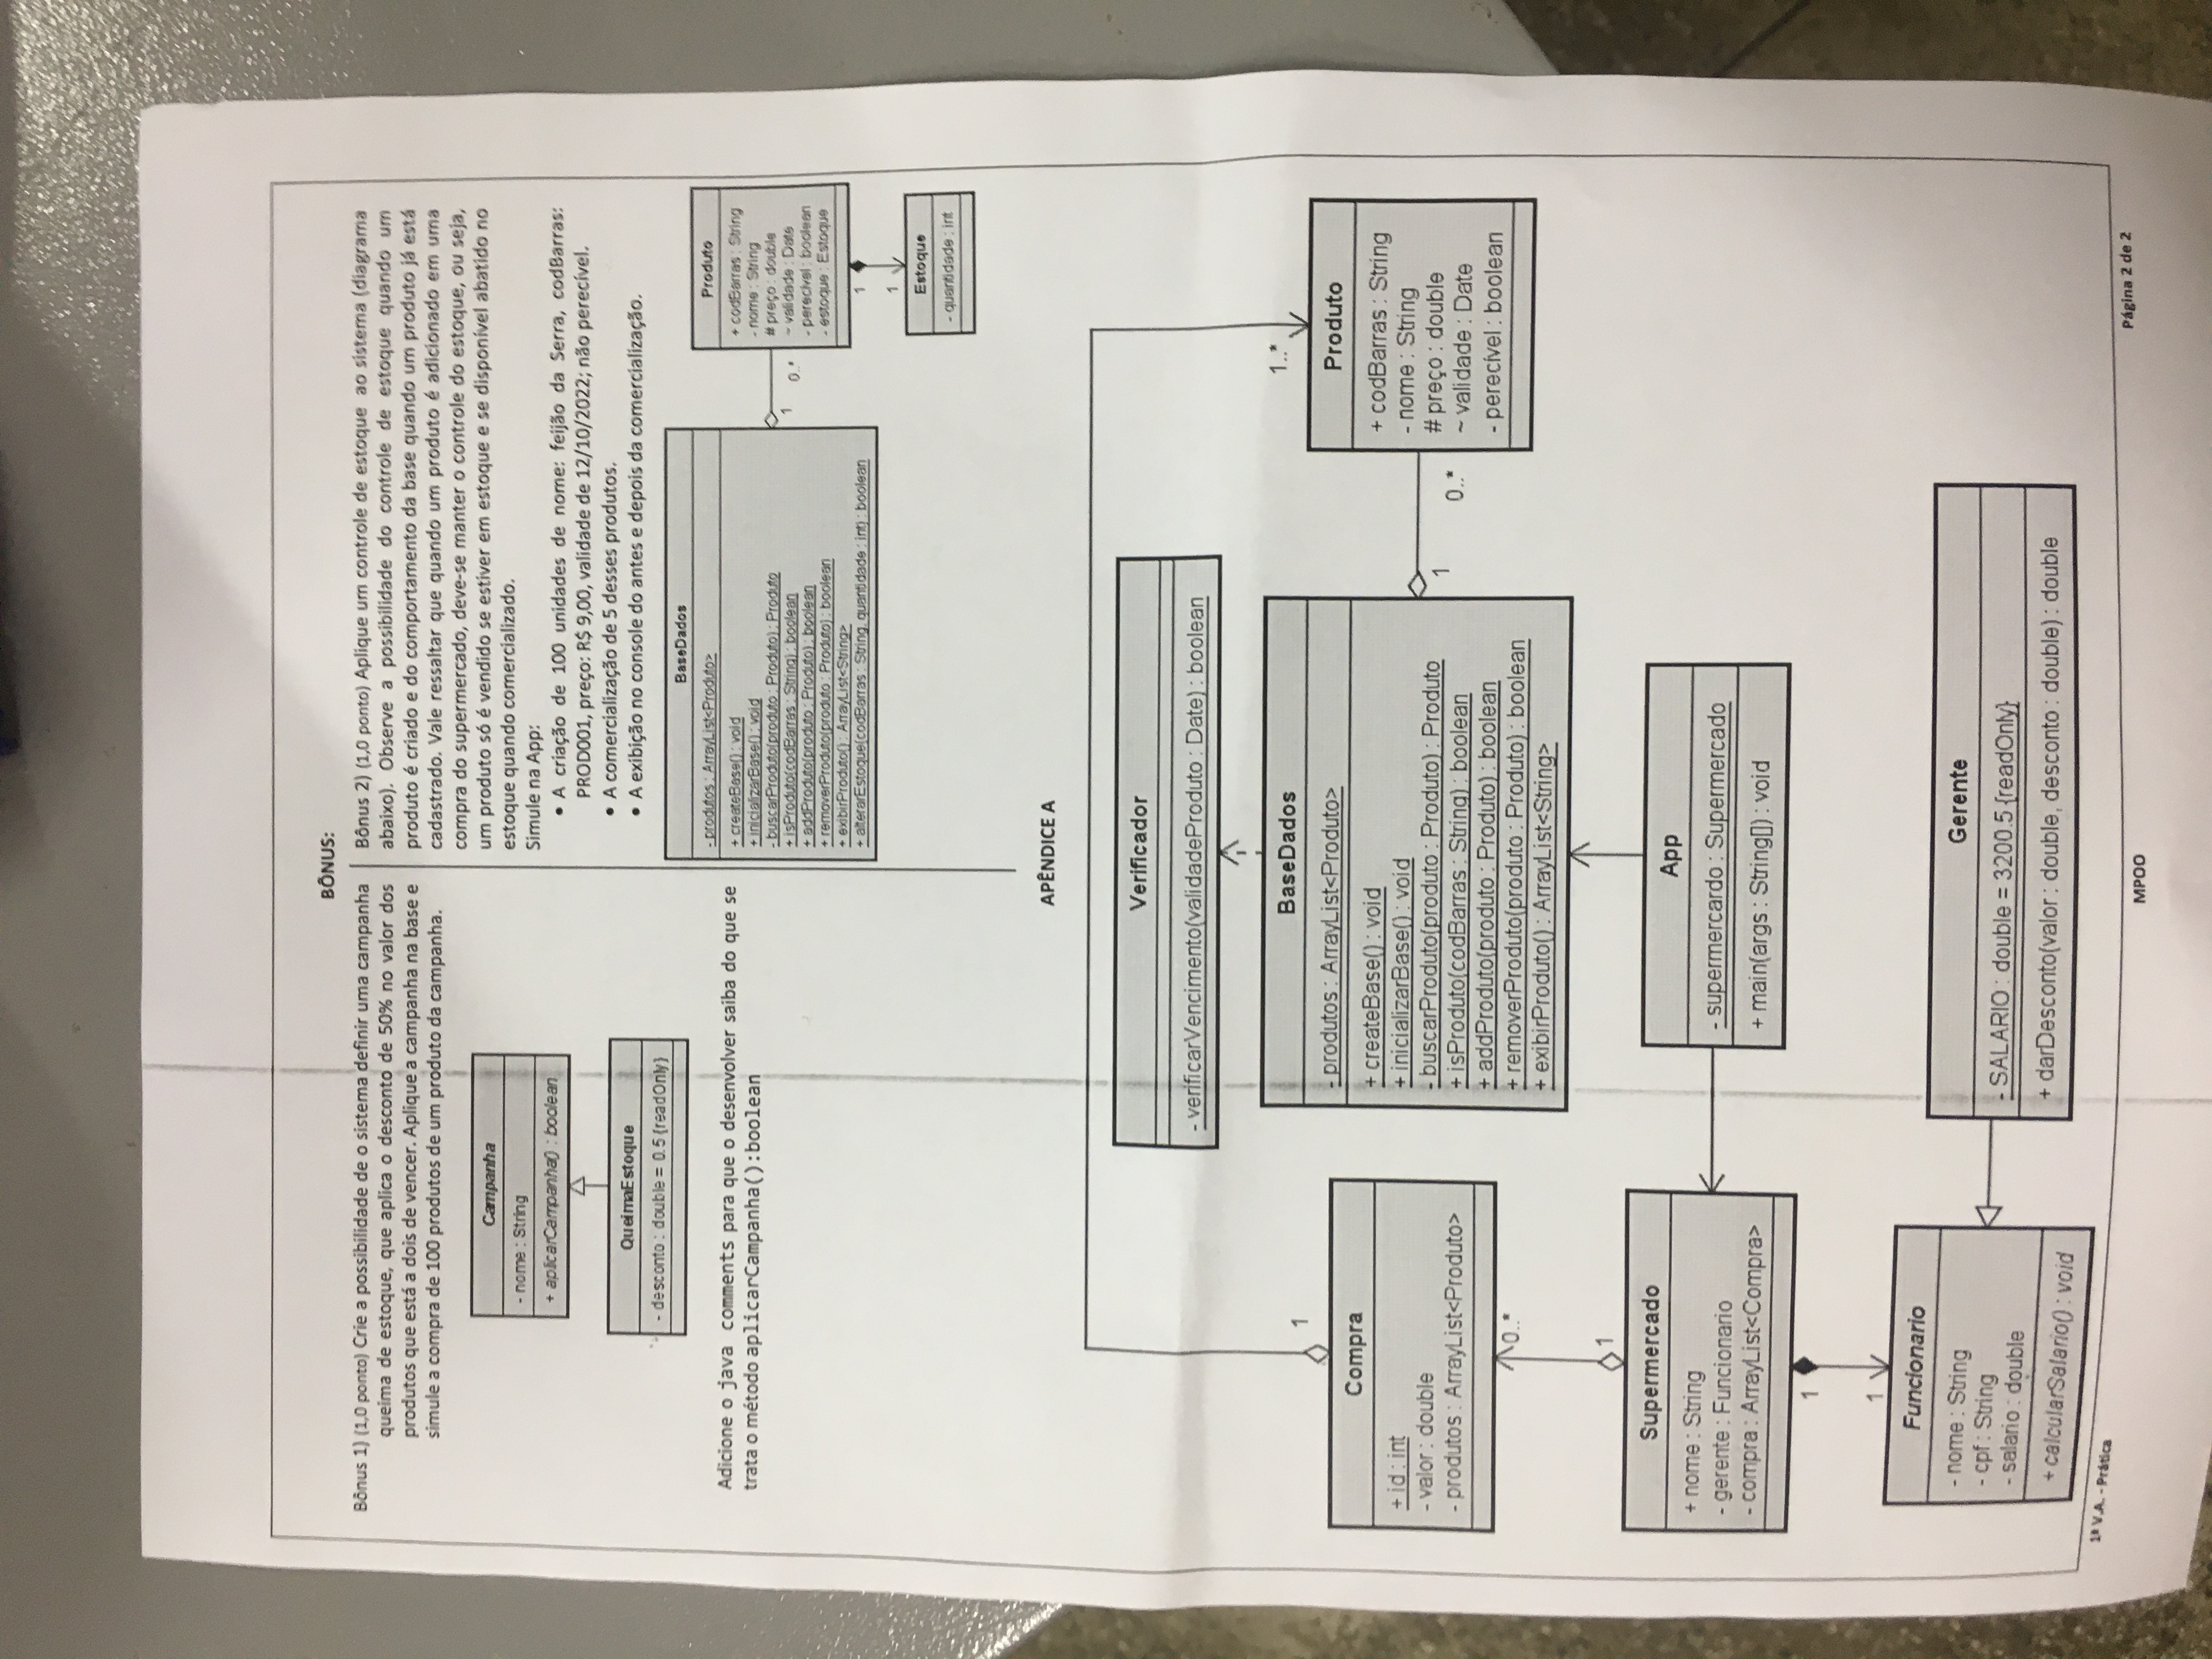 BÔNUS:
Bônus 1) (1,0 ponto) Crie a possibilidade de o sistema definir uma campanha
queima de estoque, que aplica o desconto de 50% no valor dos
produtos que está a dois de vencer. Aplique a campanha na base e
simule a compra de 100 produtos de um produto da campanha.
Campanha
- nome : String
+ aplicarCampanha() : boolean
QueimaEstoque
- desconto : double = 0.5 {readOnly}
Adicione o java comments para que o desenvolver saiba do que se
trata o método aplicarCampanha():boolean
Bônus 2) (1,0 ponto) Aplique um controle de estoque ao sistema (diagrama
abaixo). Observe a possibilidade do controle de estoque quando um
produto é criado e do comportamento da base quando um produto já está
cadastrado. Vale ressaltar que quando um produto é adicionado em uma
compra do supermercado, deve-se manter o controle do estoque, ou seja,
um produto só é vendido se estiver em estoque e se disponível abatido no
estoque quando comercializado.
Simule na App:
• A criação de 100 unidades de nome: feijão da Serra, codBarras:
PROD001, preço: R$ 9,00, validade de 12/10/2022; não perecível.
• A comercialização de 5 desses produtos.
• A exibição no console do antes e depois da comercialização.
BaseDados
- produtos : ArrayList<Produto>
+ createBase() : void
+ inicializarBase() : void
- buscarProduto(produto : Produto) : Produto
+ isProduto(codBarras : String) : boolean
+ addProduto(produto : Produto) : boolean
+ removerProduto(produto : Produto) : boolean
+ exibirProduto() : ArrayList<String>
+ alterarEstoque(codBarras : String, quantidade : int) : boolean
1
0..*
Produto
+ codBarras : String
- nome : String
# preço : double
~ validade : Date
- perecível : boolean
- estoque : Estoque
1
1
Estoque
- quantidade : int
APÊNDICE A
Verificador
- verificarVencimento(validadeProduto : Date) : boolean
1
1..*
Compra
+ id : int
- valor : double
- produtos : ArrayList<Produto>
BaseDados
- produtos : ArrayList<Produto>
+ createBase() : void
+ inicializarBase() : void
- buscarProduto(produto : Produto) : Produto
+ isProduto(codBarras : String) : boolean
+ addProduto(produto : Produto) : boolean
+ removerProduto(produto : Produto) : boolean
+ exibirProduto() : ArrayList<String>
1
0..*
Produto
+ codBarras : String
- nome : String
# preço : double
~ validade : Date
- perecível : boolean
0..*
1
Supermercado
+ nome : String
- gerente : Funcionario
- compra : ArrayList<Compra>
App
- supermercardo : Supermercado
+ main(args : String[]) : void
1
1
Funcionario
- nome : String
- cpf : String
- salario : double
+ calcularSalario() : void
Gerente
- SALARIO : double = 3200.5 {readOnly}
+ darDesconto(valor : double, desconto : double) : double
1ª V.A. - Prática
MPOO
Página 2 de 2